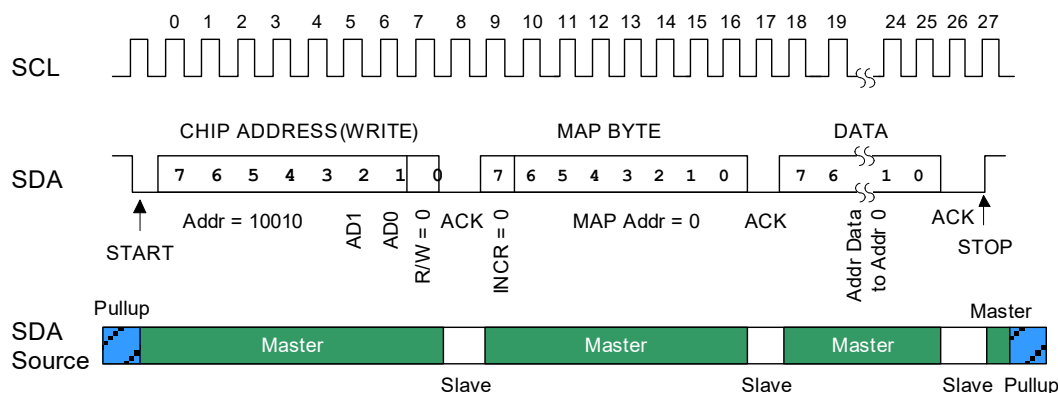 0 1 2 3 4 5 6 7 8 9 10 11 12 13 14 15 16 17 18 19 24 25 26 27
SCL
CHIP ADDRESS (WRITE) MAP BYTE DATA
SDA
7 6 5 4 3 2 1 0 7 6 5 4 3 2 1 0 7 6 1 0
Addr = 10010 AD1 AD0 R/W = 0 ACK INCR = 0 MAP Addr = 0 ACK Addr Data to Addr 0 ACK
START STOP
Pullup Master
SDA Source
Master Master Master
Slave Slave Slave Pullup